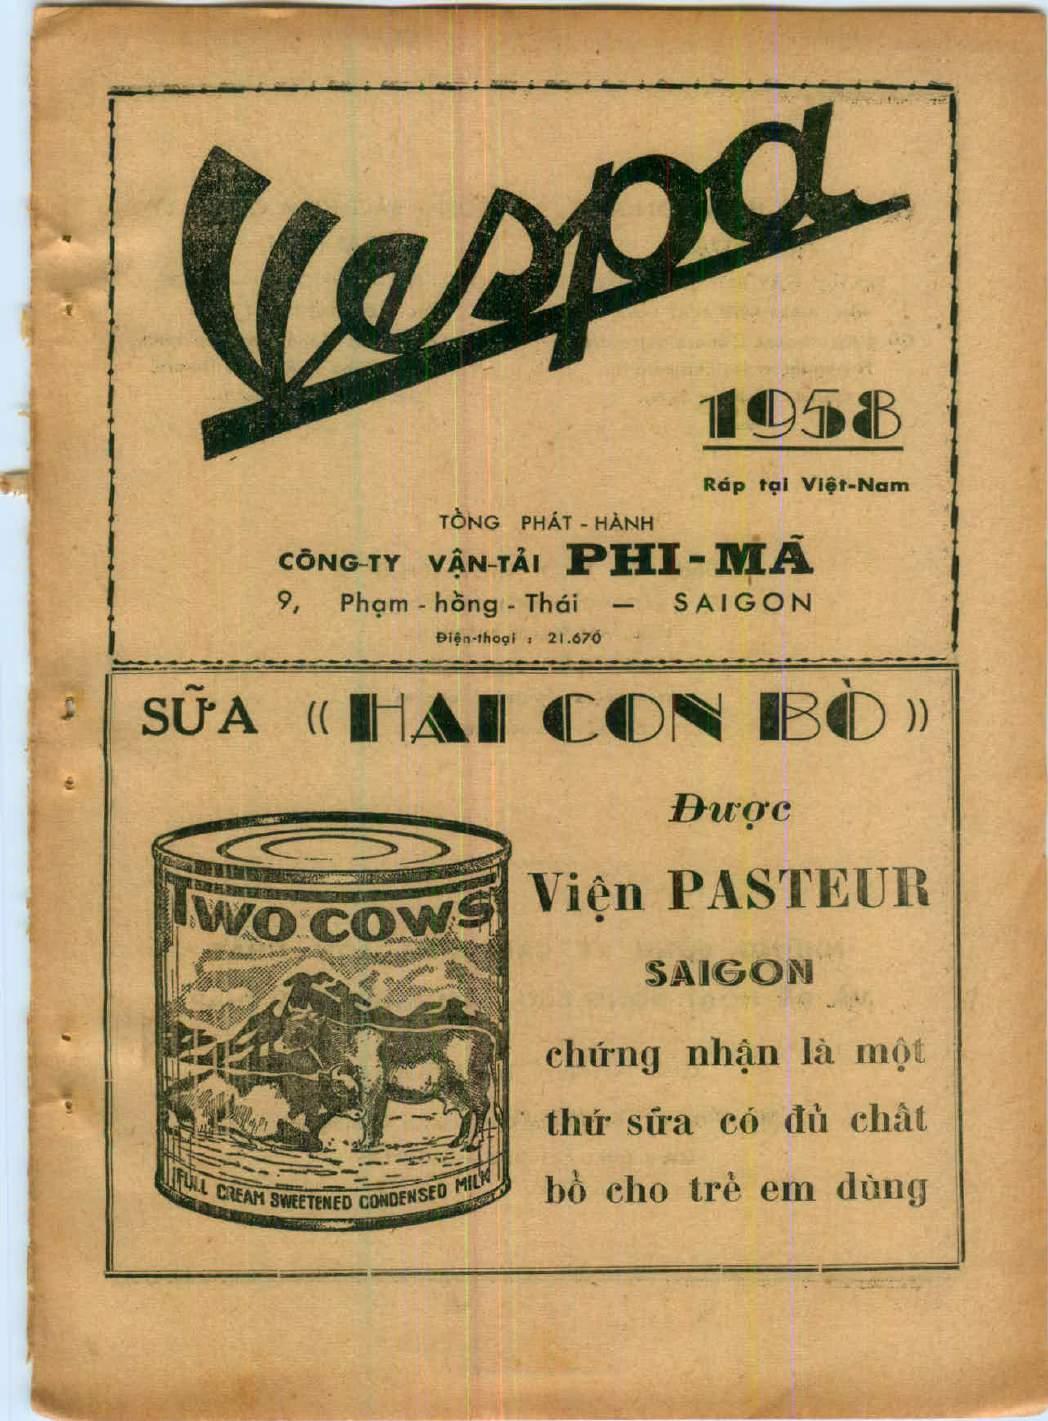 Vespa
1958
Ráp tại Việt-Nam
TỔNG PHÁT - HÀNH
CÔNG-TY VẬN-TẢI PHI-MÃ
9, Phạm - hồng - Thái — SAIGON
Điện-thoại : 21.670
SỮA « HAI CON BÒ »
Được
Viện PASTEUR
SAIGON
chứng nhận là một
thứ sữa có đủ chất
bổ cho trẻ em dùng
TWO COWS
FULL CREAM SWEETENED CONDENSED MILK